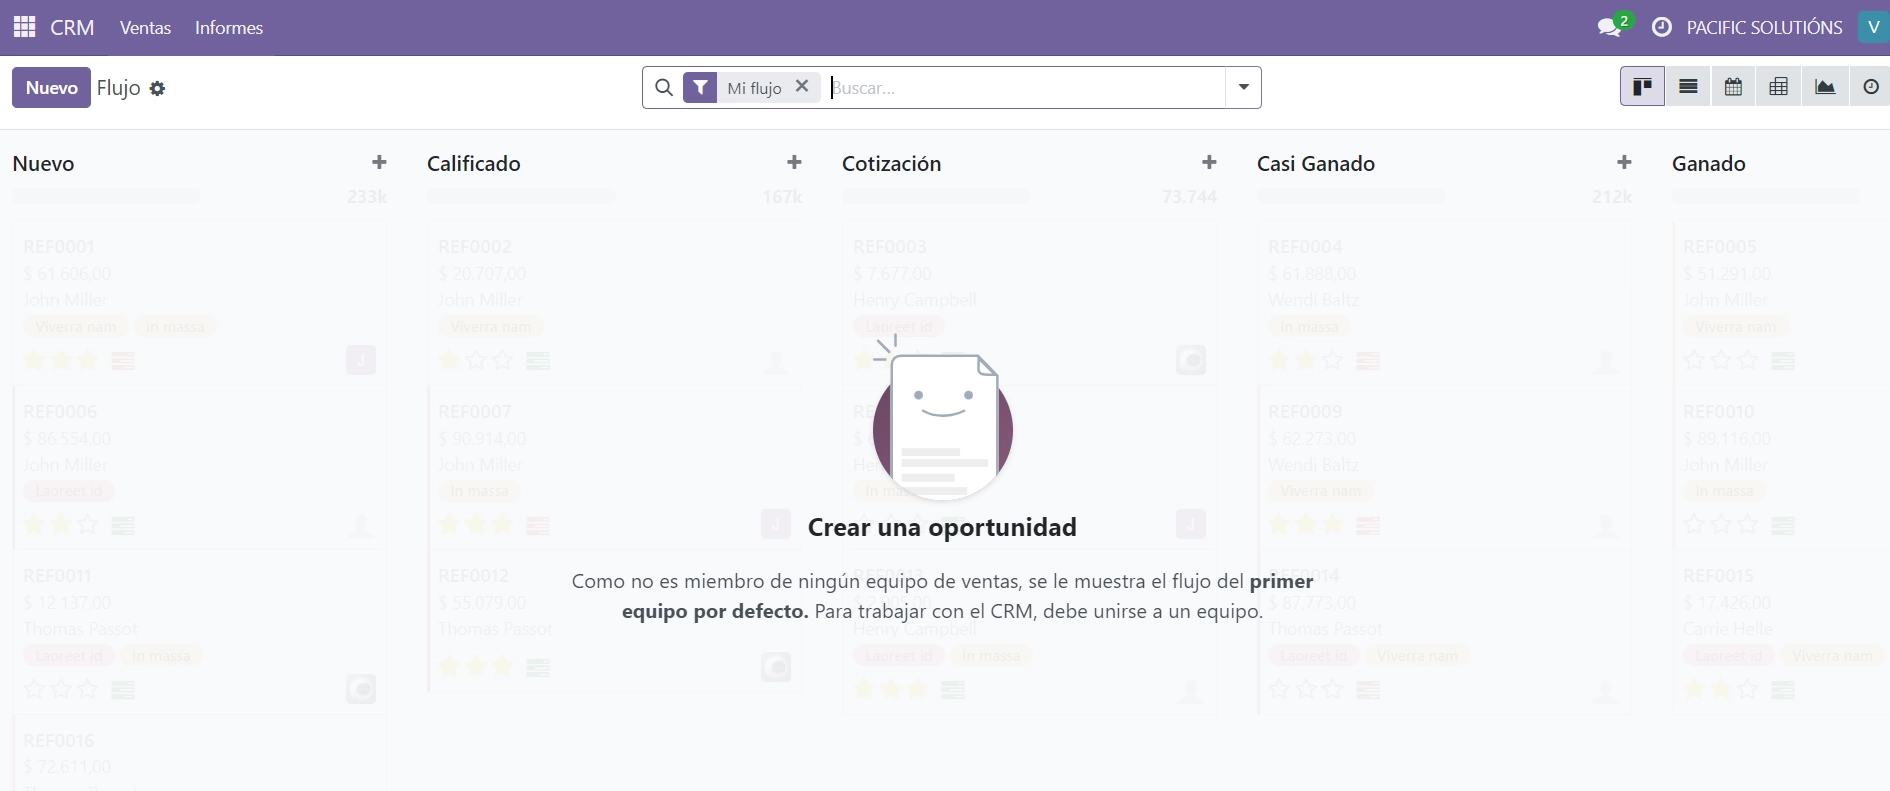 CRM Ventas Informes 2 PACIFIC SOLUTIÓNS V
Nuevo Flujo Mi flujo Buscar...
Nuevo Calificado Cotización Casi Ganado Ganado
233k 167k 73.744 212k
REF0001 REF0002 REF0003 REF0004 REF0005
$ 61.606,00 $ 20.707,00 $ 7.677,00 $ 61.888,00 $ 51.291,00
John Miller John Miller Henry Campbell Wendi Baltz John Miller
Viverra nam In massa Viverra nam Laoreet id In massa Viverra nam
J
REF0006 REF0007 REF0009 REF0010
$ 86.554,00 $ 90.914,00 $ 62.273,00 $ 89.116,00
John Miller John Miller Wendi Baltz John Miller
Laoreet id In massa In massa Viverra nam In massa
J J
Crear una oportunidad
REF0011 REF0012 REF0015
Como no es miembro de ningún equipo de ventas, se le muestra el flujo del primer
equipo por defecto. Para trabajar con el CRM, debe unirse a un equipo.
$ 12.137,00 $ 55.079,00 $ 87.773,00 $ 17.426,00
Thomas Passot Thomas Passot Henry Campbell Thomas Passot Carrie Helle
Laoreet id In massa Laoreet id In massa Laoreet id Viverra nam Laoreet id Viverra nam
REF0016
$ 72.611,00